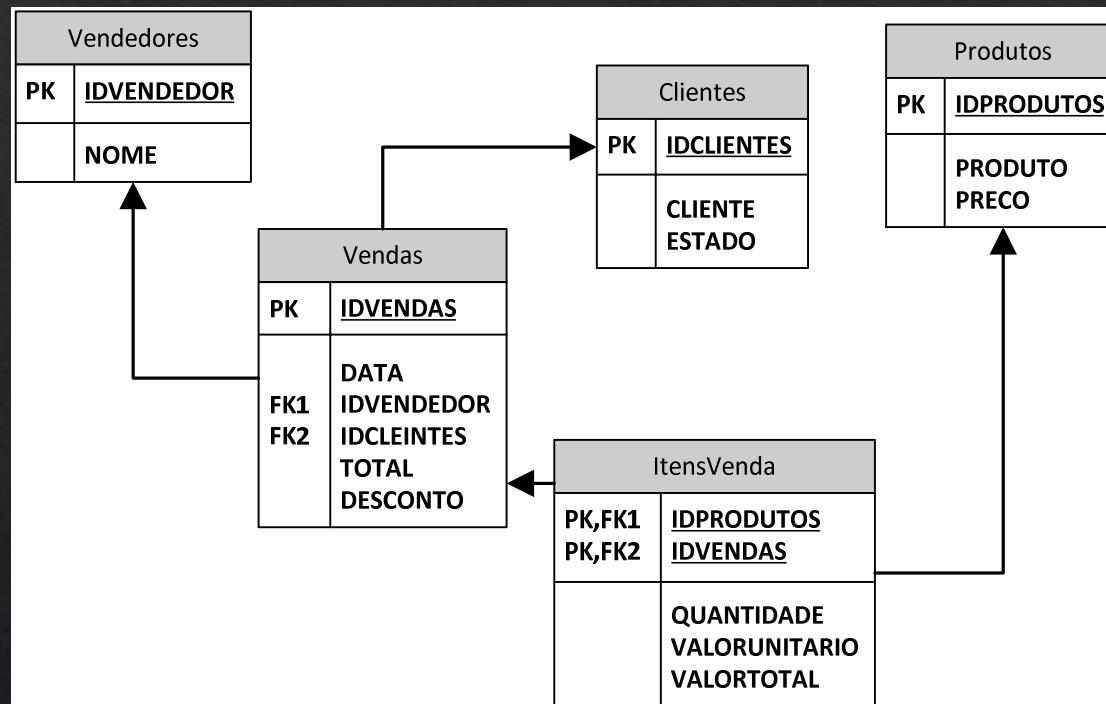 Vendedores
PK IDVENDEDOR
NOME
Clientes
PK IDCLIENTES
CLIENTE
ESTADO
Produtos
PK IDPRODUTOS
PRODUTO
PRECO
Vendas
PK IDVENDAS
DATA
FK1 IDVENDEDOR
FK2 IDCLEINTES
TOTAL
DESCONTO
ItensVenda
PK,FK1 IDPRODUTOS
PK,FK2 IDVENDAS
QUANTIDADE
VALORUNITARIO
VALORTOTAL